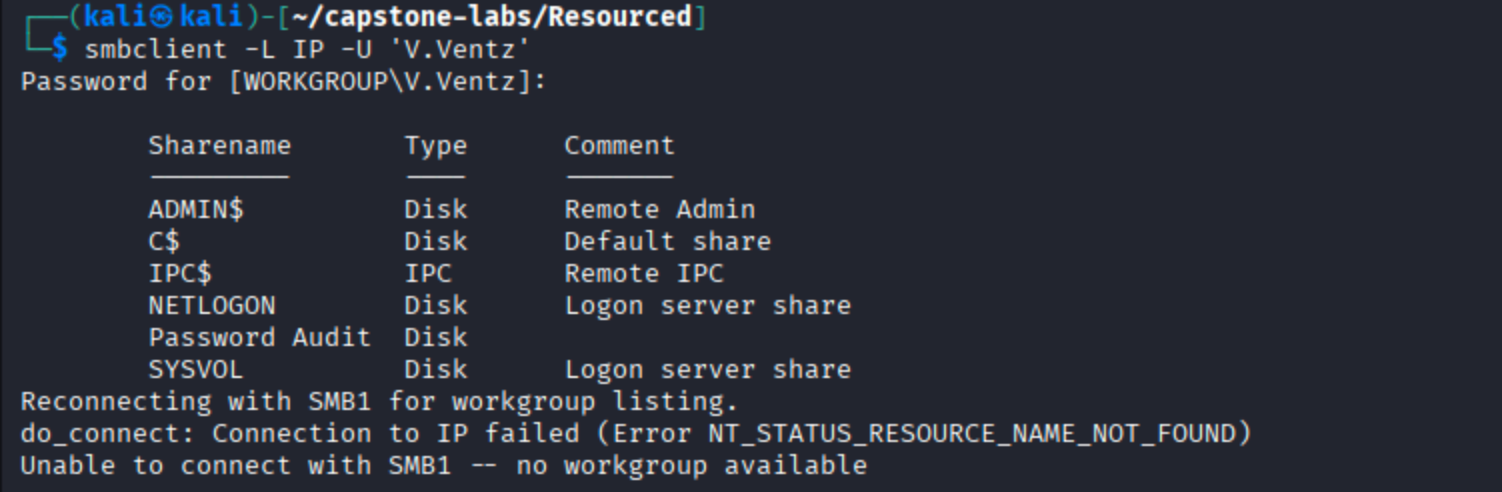 ┌──(kali㉿kali)-[~/capstone-labs/Resourced]
└─$ smbclient -L IP -U 'V.Ventz'
Password for [WORKGROUP\V.Ventz]:
Sharename Type Comment
--------- ---- -------
ADMIN$ Disk Remote Admin
C$ Disk Default share
IPC$ IPC Remote IPC
NETLOGON Disk Logon server share
Password Audit Disk
SYSVOL Disk Logon server share
Reconnecting with SMB1 for workgroup listing.
do_connect: Connection to IP failed (Error NT_STATUS_RESOURCE_NAME_NOT_FOUND)
Unable to connect with SMB1 -- no workgroup available